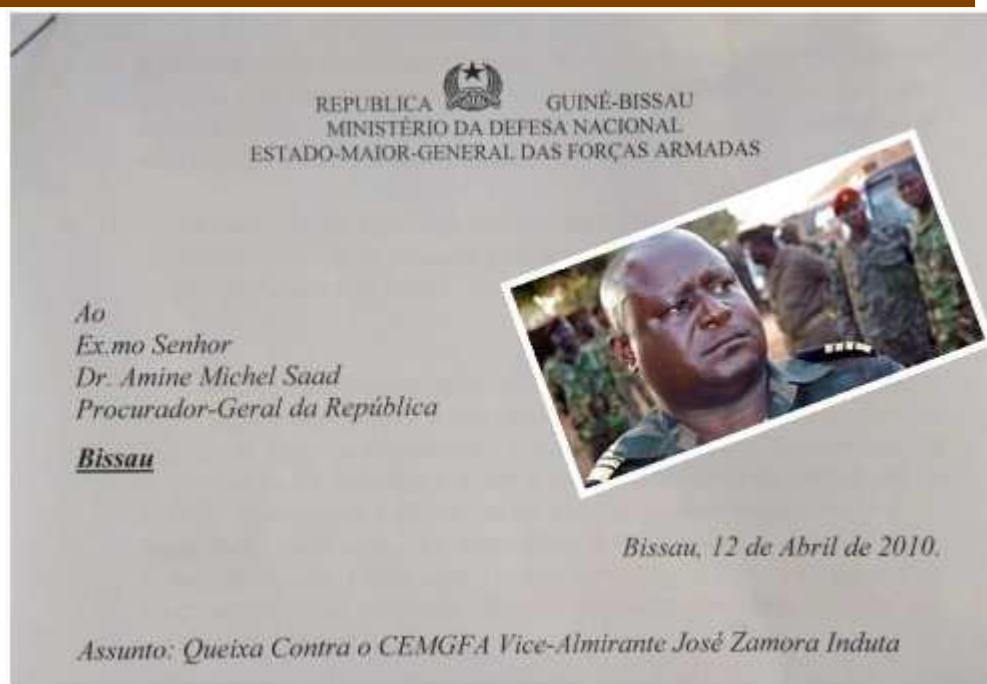 REPUBLICA GUINÉ-BISSAU
MINISTÉRIO DA DEFESA NACIONAL
ESTADO-MAIOR-GENERAL DAS FORÇAS ARMADAS
Ao
Ex.mo Senhor
Dr. Amine Michel Saad
Procurador-Geral da República
Bissau
Bissau, 12 de Abril de 2010.
Assunto: Queixa Contra o CEMGFA Vice-Almirante José Zamora Induta